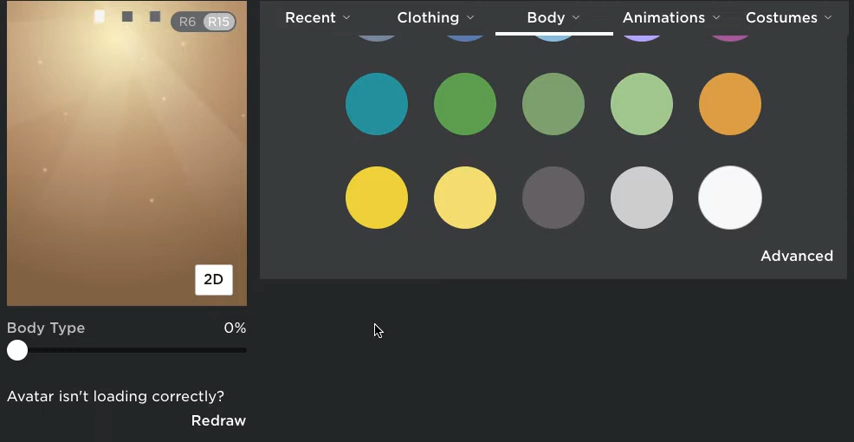 R6 R15
Recent Clothing Body Animations Costumes
2D
Advanced
Body Type 0%
Avatar isn't loading correctly?
Redraw